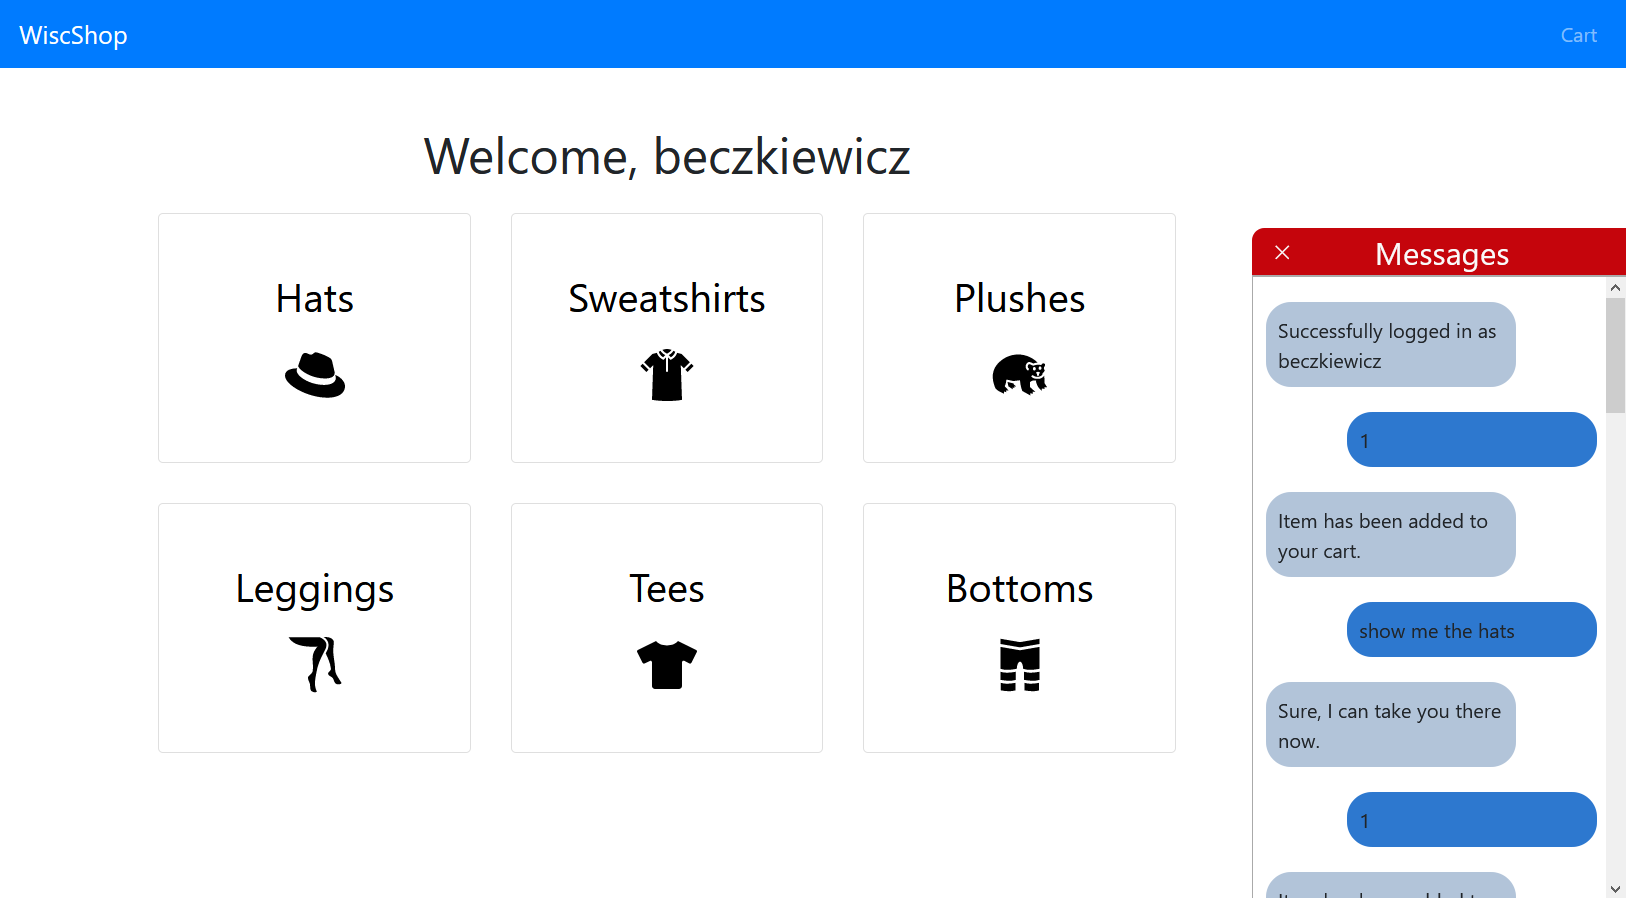 WiscShop
Cart
Welcome, beczkiewicz
Hats
Sweatshirts
Plushes
Leggings
Tees
Bottoms
Messages
Successfully logged in as
beczkiewicz
1
Item has been added to
your cart.
show me the hats
Sure, I can take you there
now.
1